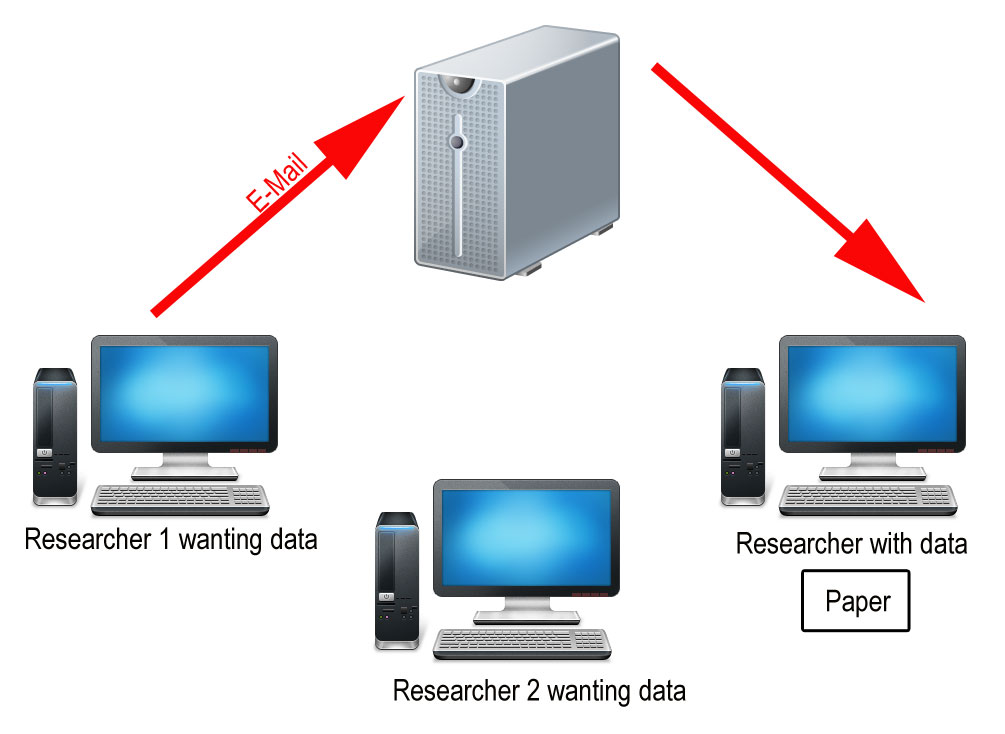 E-Mail
Researcher 1 wanting data
Researcher with data
Paper
Researcher 2 wanting data